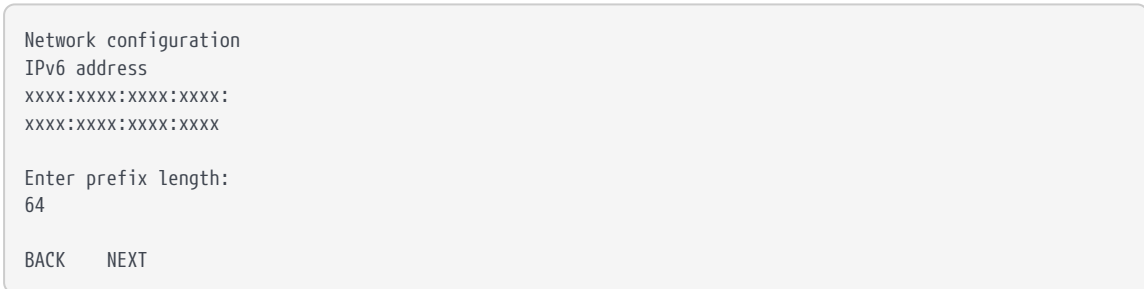 Network configuration
IPv6 address
xxxx:xxxx:xxxx:xxxx:
xxxx:xxxx:xxxx:xxxx
Enter prefix length:
64
BACK NEXT